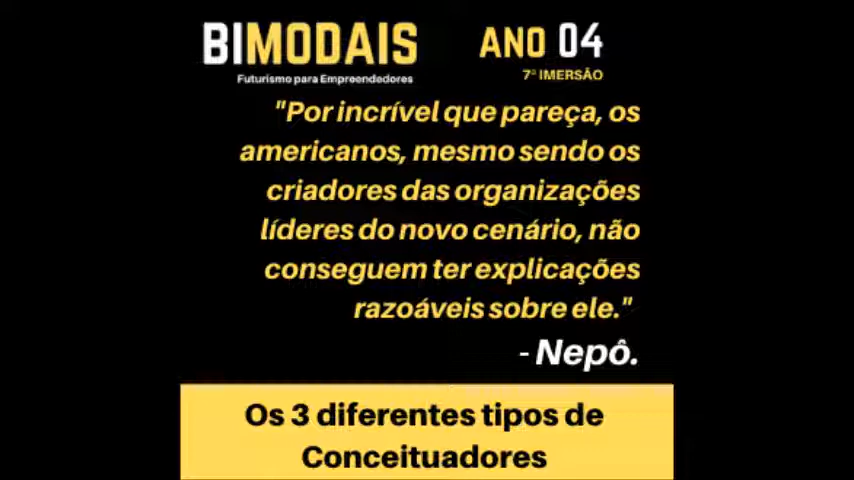 BIMODAIS
Futurismo para Empreendedores
ANO 04
7ª IMERSÃO
"Por incrível que pareça, os
americanos, mesmo sendo os
criadores das organizações
líderes do novo cenário, não
conseguem ter explicações
razoáveis sobre ele."
- Nepô.
Os 3 diferentes tipos de
Conceituadores